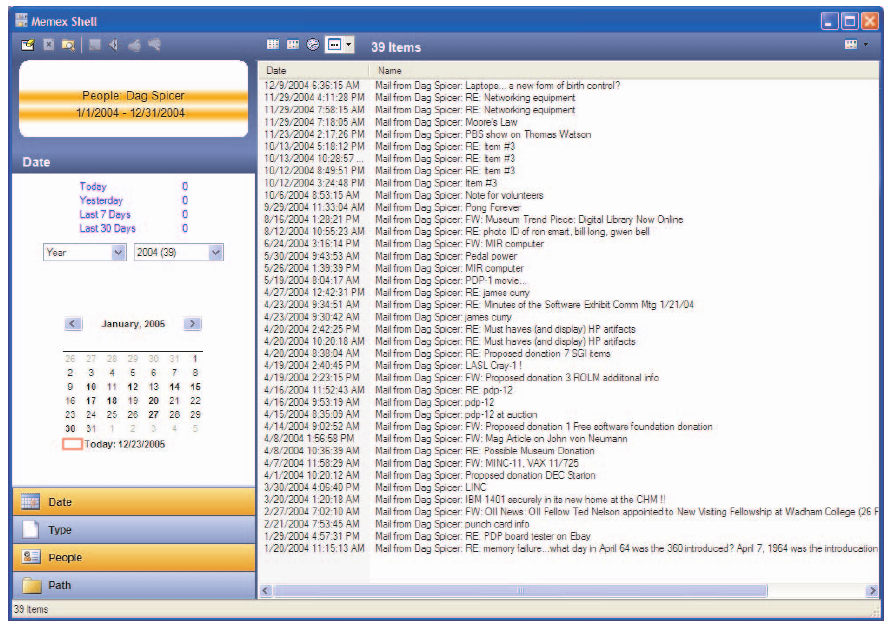 Memex Shell
39 Items
People: Dag Spicer
1/1/2004 - 12/31/2004
Date
Today 0
Yesterday 0
Last 7 Days 0
Last 30 Days 0
Year 2004 (39)
January, 2005
26 27 28 29 30 31 1
2 3 4 5 6 7 8
9 10 11 12 13 14 15
16 17 18 19 20 21 22
23 24 25 26 27 28 29
30 31 1 2 3 4 5
Today: 12/23/2005
Date
Type
People
Path
Date Name
12/9/2004 6:36:15 AM Mail from Dag Spicer: Laptops... a new form of birth control?
11/29/2004 4:11:28 PM Mail from Dag Spicer: RE: Networking equipment
11/29/2004 7:58:15 AM Mail from Dag Spicer: RE: Networking equipment
11/29/2004 7:18:05 AM Mail from Dag Spicer: Moore's Law
11/23/2004 2:17:26 PM Mail from Dag Spicer: PBS show on Thomas Watson
10/13/2004 5:18:12 PM Mail from Dag Spicer: RE: Item #3
10/13/2004 10:28:57 ... Mail from Dag Spicer: RE: Item #3
10/12/2004 8:49:51 PM Mail from Dag Spicer: RE: Item #3
10/12/2004 3:24:48 PM Mail from Dag Spicer: Item #3
10/6/2004 8:53:15 AM Mail from Dag Spicer: Note for volunteers
9/29/2004 11:33:04 AM Mail from Dag Spicer: Pong Forever
8/16/2004 1:28:21 PM Mail from Dag Spicer: FW: Museum Trend Piece: Digital Library Now Online
8/12/2004 10:55:23 AM Mail from Dag Spicer: RE: photo ID of ron smart, bill long, gwen bell
6/24/2004 3:16:14 PM Mail from Dag Spicer: FW: MIR computer
5/30/2004 9:43:53 AM Mail from Dag Spicer: Pedal power
5/26/2004 1:39:39 PM Mail from Dag Spicer: MIR computer
5/19/2004 8:04:17 AM Mail from Dag Spicer: PDP-1 movie...
4/27/2004 12:42:31 PM Mail from Dag Spicer: RE: james curry
4/23/2004 9:34:51 AM Mail from Dag Spicer: RE: Minutes of the Software Exhibit Comm Mtg 1/21/04
4/23/2004 9:30:42 AM Mail from Dag Spicer: james curry
4/20/2004 2:42:25 PM Mail from Dag Spicer: RE: Must haves (and display) HP artifacts
4/20/2004 10:20:18 AM Mail from Dag Spicer: RE: Must haves (and display) HP artifacts
4/20/2004 8:38:04 AM Mail from Dag Spicer: RE: Proposed donation 7 SGI items
4/19/2004 2:40:45 PM Mail from Dag Spicer: LASL Cray-1 !
4/19/2004 2:23:15 PM Mail from Dag Spicer: FW: Proposed donation 3 ROLM additonal info
4/16/2004 11:52:43 AM Mail from Dag Spicer: RE: pdp-12
4/16/2004 9:53:19 AM Mail from Dag Spicer: pdp-12
4/15/2004 8:35:09 AM Mail from Dag Spicer: pdp-12 at auction
4/14/2004 9:02:52 AM Mail from Dag Spicer: FW: Proposed donation 1 Free software foundation donation
4/8/2004 1:56:58 PM Mail from Dag Spicer: FW: Mag Article on John von Neumann
4/8/2004 10:36:39 AM Mail from Dag Spicer: RE: Possible Museum Donation
4/7/2004 11:58:29 AM Mail from Dag Spicer: FW: MINC-11, VAX 11/725
4/1/2004 10:20:12 AM Mail from Dag Spicer: Proposed donation DEC Starion
3/30/2004 4:06:40 PM Mail from Dag Spicer: LINC
3/20/2004 1:20:18 AM Mail from Dag Spicer: IBM 1401 securely in its new home at the CHM !!
2/27/2004 7:02:10 AM Mail from Dag Spicer: FW: OII News: OII Fellow Ted Nelson appointed to New Visiting Fellowship at Wadham College (26 F
2/21/2004 7:53:45 AM Mail from Dag Spicer: punch card info
1/29/2004 4:57:31 PM Mail from Dag Spicer: RE: PDP board tester on Ebay
1/20/2004 11:15:13 AM Mail from Dag Spicer: RE: memory failure...what day in April 64 was the 360 introduced? April 7, 1964 was the introducation
39 Items